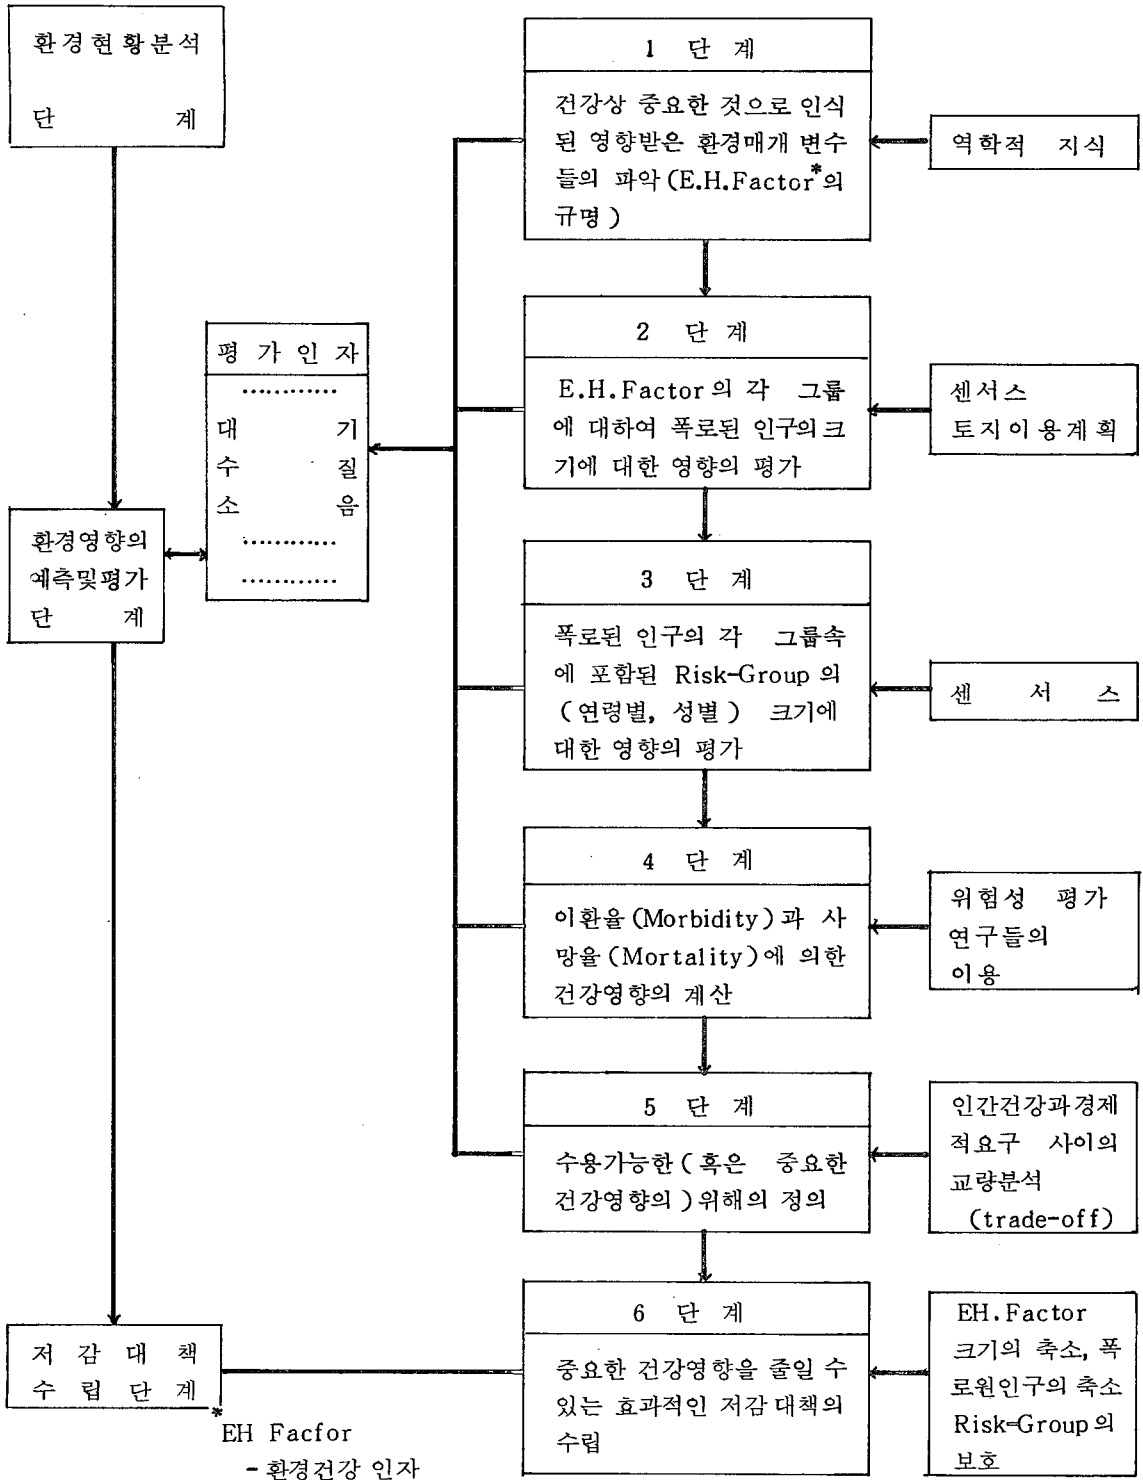 환경현황분석
단 계
환경영향의
예측및평가
단 계
저 감 대 책
수 립 단 계
평 가 인 자
............
대 기
수 질
소 음
............
............
1 단 계
건강상 중요한 것으로 인식
된 영향받은 환경매개 변수
들의 파악 (E.H.Factor*의
규명 )
역학적 지식
2 단 계
E.H.Factor 의 각 그룹
에 대하여 폭로된 인구의크
기에 대한 영향의 평가
센서스
토지이용계획
3 단 계
폭로된 인구의 각 그룹속
에 포함된 Risk-Group 의
( 연령별, 성별 ) 크기에
대한 영향의 평가
센 서 스
4 단 계
이환율 (Morbidity) 과 사
망율 (Mortality) 에 의한
건강영향의 계산
위험성 평가
연구들의
이용
5 단 계
수용가능한 ( 혹은 중요한
건강영향의 ) 위해의 정의
인간건강과경제
적요구 사이의
교량분석
(trade-off)
6 단 계
중요한 건강영향을 줄일 수
있는 효과적인 저감 대책의
수립
EH.Factor
크기의 축소, 폭
로원인구의 축소
Risk-Group 의
보호
* EH Facfor
- 환경건강 인자